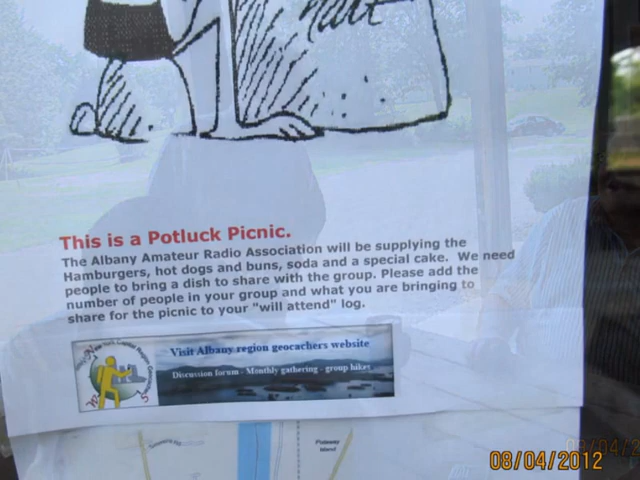 This is a Potluck Picnic.
The Albany Amateur Radio Association will be supplying the
Hamburgers, hot dogs and buns, soda and a special cake. We need
people to bring a dish to share with the group. Please add the
number of people in your group and what you are bringing to
share for the picnic to your "will attend" log.
Visit Albany region geocachers website
Discussion forum - Monthly gathering - group hikes
Island
08/04/2012